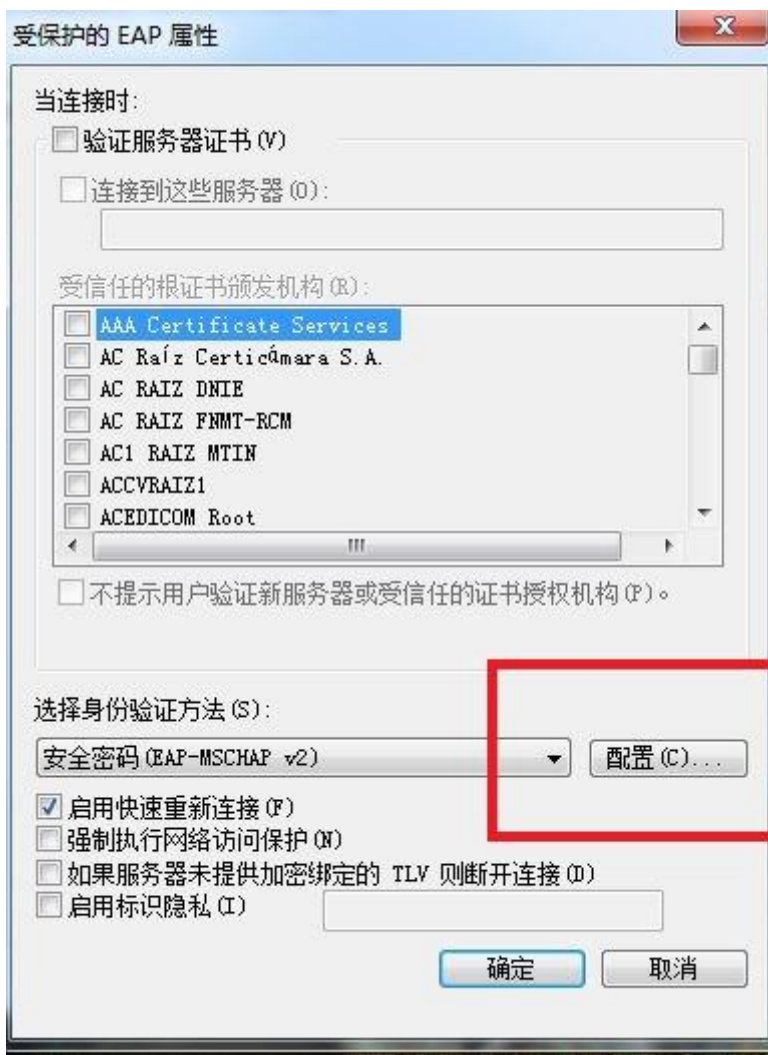 受保护的 EAP 属性
当连接时:
验证服务器证书(V)
连接到这些服务器(O):
受信任的根证书颁发机构(R):
AAA Certificate Services
AC Raíz Certicámara S.A.
AC RAIZ DNIE
AC RAIZ FNMT-RCM
AC1 RAIZ MTIN
ACCVRAIZ1
ACEDICOM Root
不提示用户验证新服务器或受信任的证书授权机构(P)。
选择身份验证方法(S):
安全密码(EAP-MSCHAP v2) 配置(C)...
启用快速重新连接(F)
强制执行网络访问保护(N)
如果服务器未提供加密绑定的 TLV 则断开连接(D)
启用标识隐私(I)
确定 取消